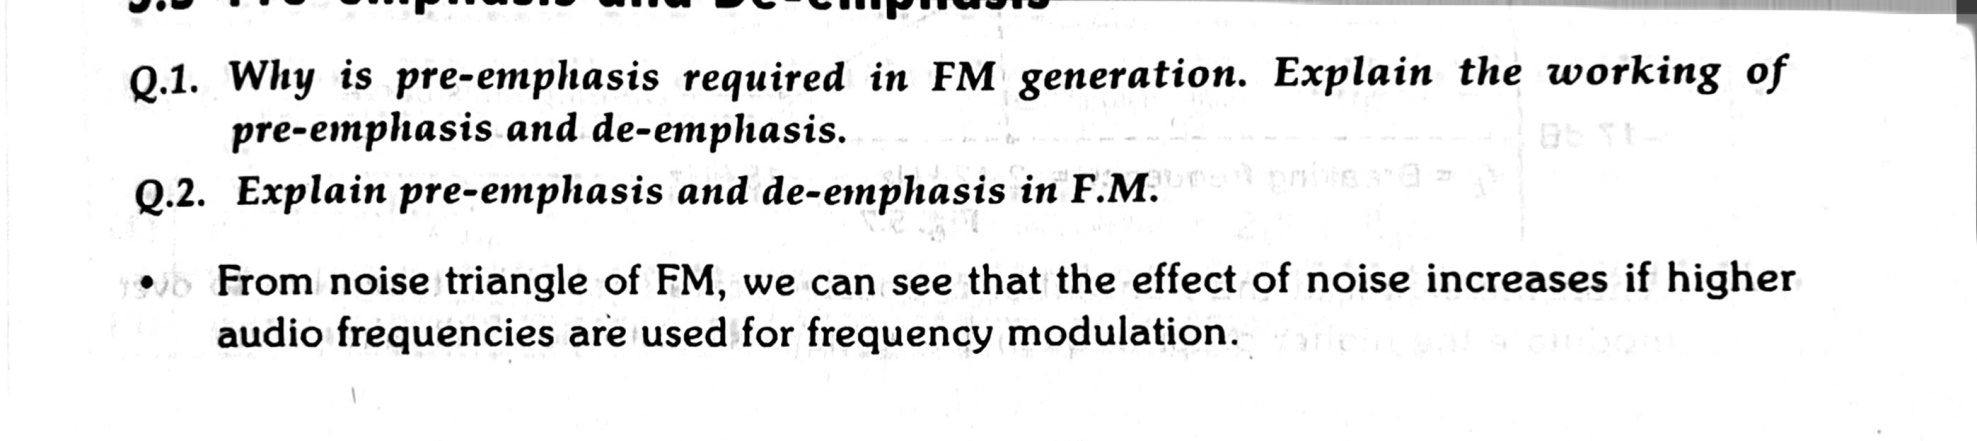 Q.1. Why is pre-emphasis required in FM generation. Explain the working of
pre-emphasis and de-emphasis.
Q.2. Explain pre-emphasis and de-emphasis in F.M.
• From noise triangle of FM, we can see that the effect of noise increases if higher
audio frequencies are used for frequency modulation.